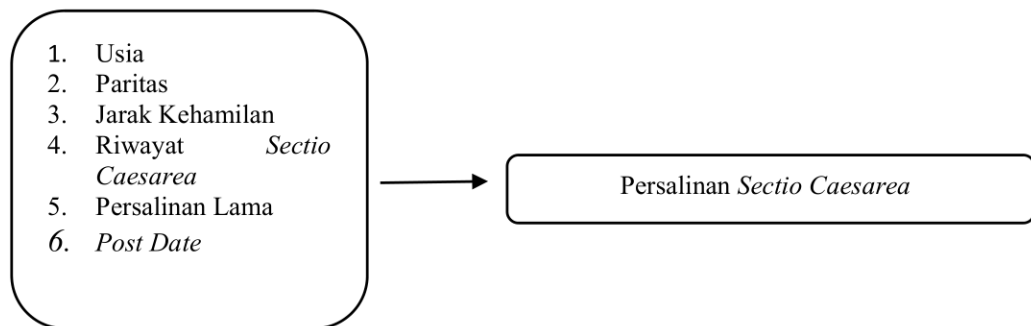 1. Usia
2. Paritas
3. Jarak Kehamilan
4. Riwayat Sectio
Caesarea
5. Persalinan Lama
6. Post Date
Persalinan Sectio Caesarea